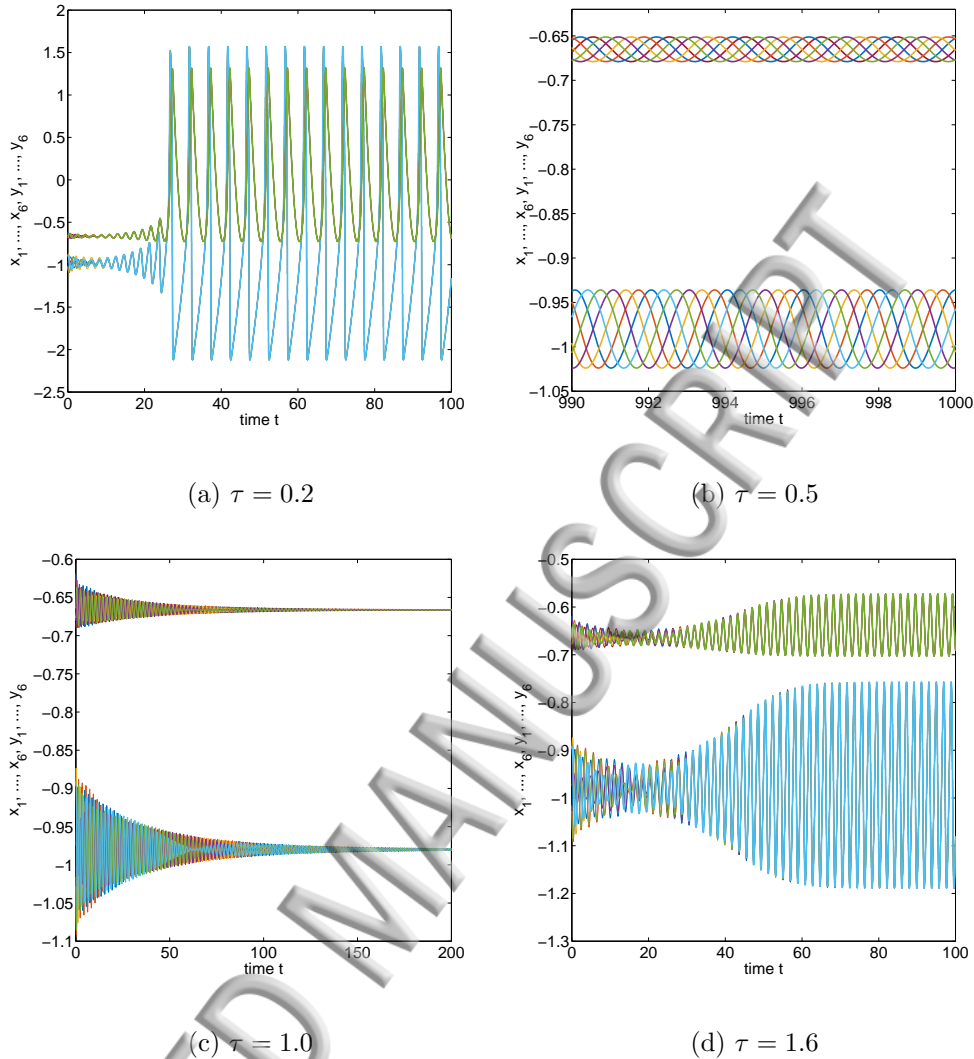 2
1.5
1
0.5
0
−0.5
−1
−1.5
−2
−2.5
x1, ..., x6, y1, ..., y6
0 20 40 60 80 100
time t
(a) τ = 0.2
−0.65
−0.7
−0.75
−0.8
−0.85
−0.9
−0.95
−1
−1.05
x1, ..., x6, y1, ..., y6
990 992 994 996 998 1000
time t
(b) τ = 0.5
−0.6
−0.65
−0.7
−0.75
−0.8
−0.85
−0.9
−0.95
−1
−1.05
−1.1
x1, ..., x6, y1, ..., y6
0 50 100 150 200
time t
(c) τ = 1.0
−0.5
−0.6
−0.7
−0.8
−0.9
−1
−1.1
−1.2
−1.3
x1, ..., x6, y1, ..., y6
0 20 40 60 80 100
time t
(d) τ = 1.6
ED MANUSCRIPT